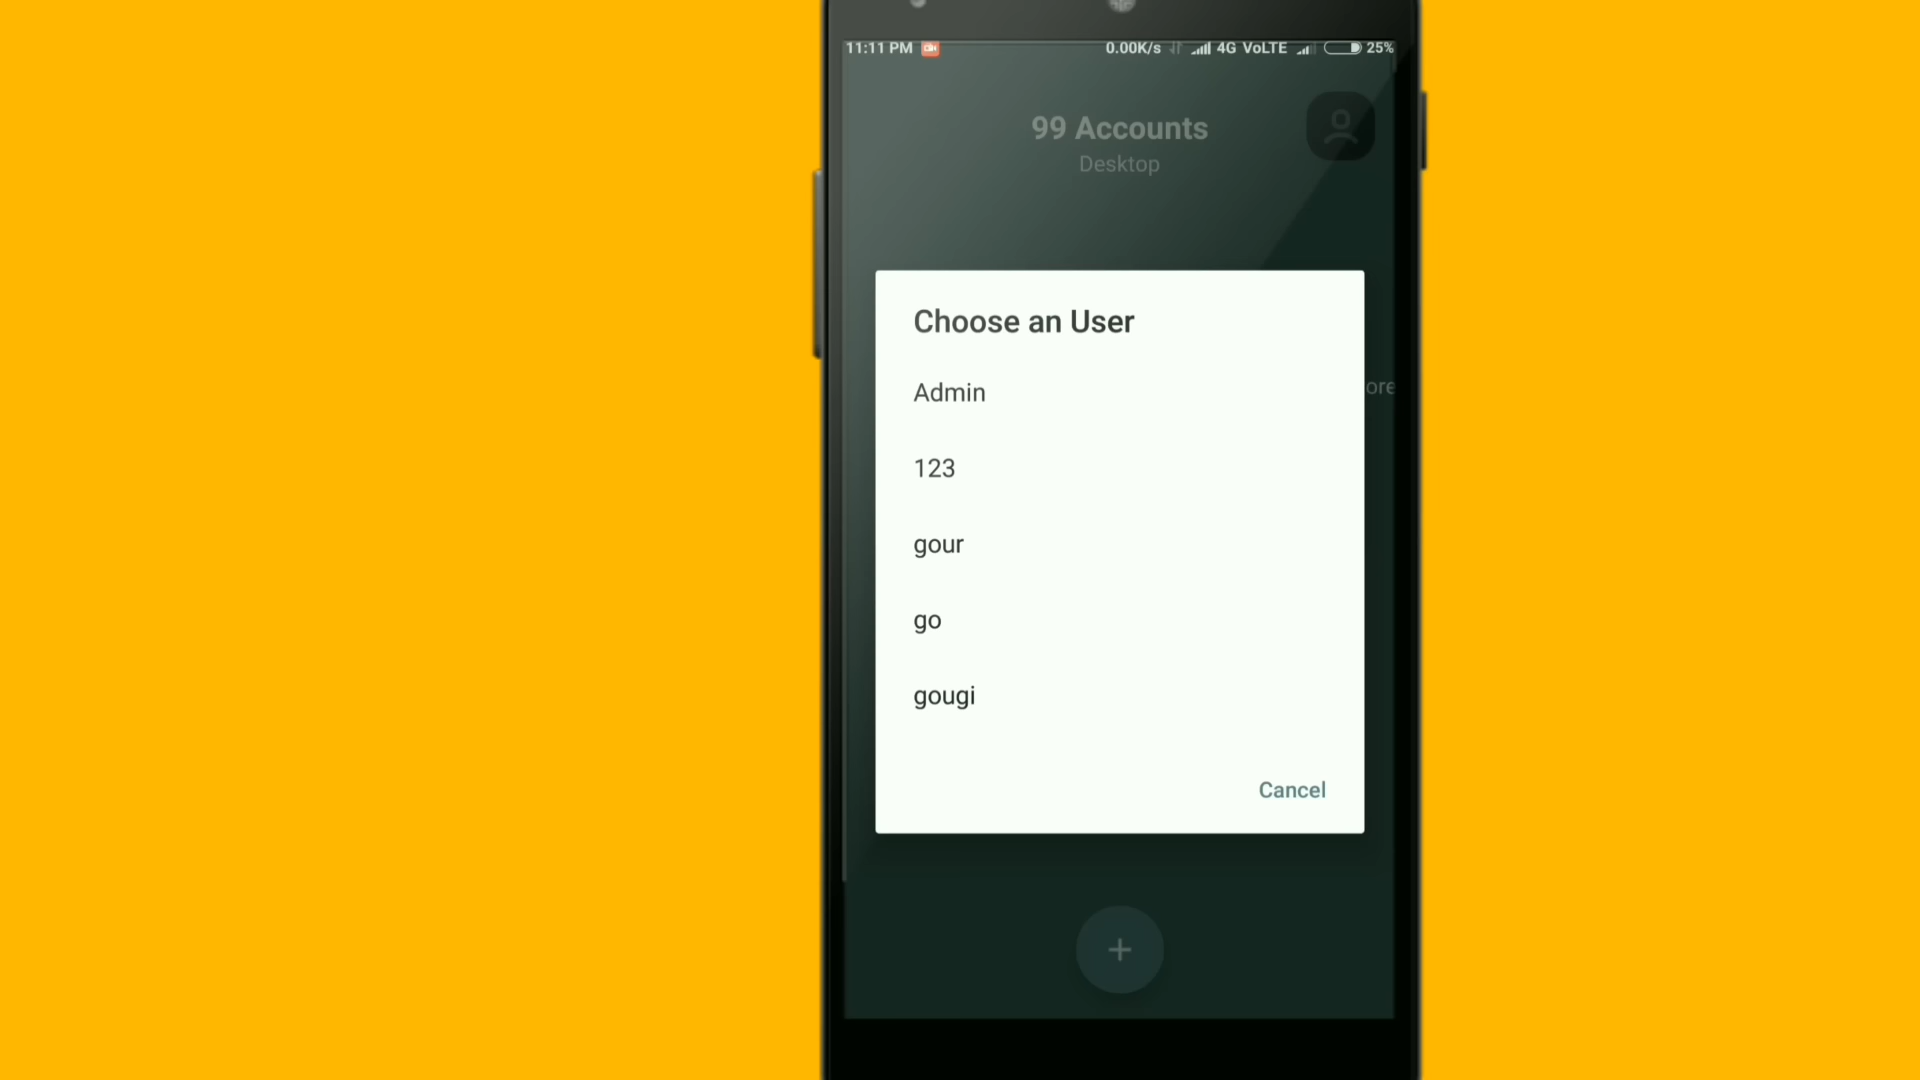 11:11 PM 0.00K/s 4G VoLTE 25%
99 Accounts
Desktop
Choose an User
Admin
ore
123
gour
go
gougi
Cancel
+